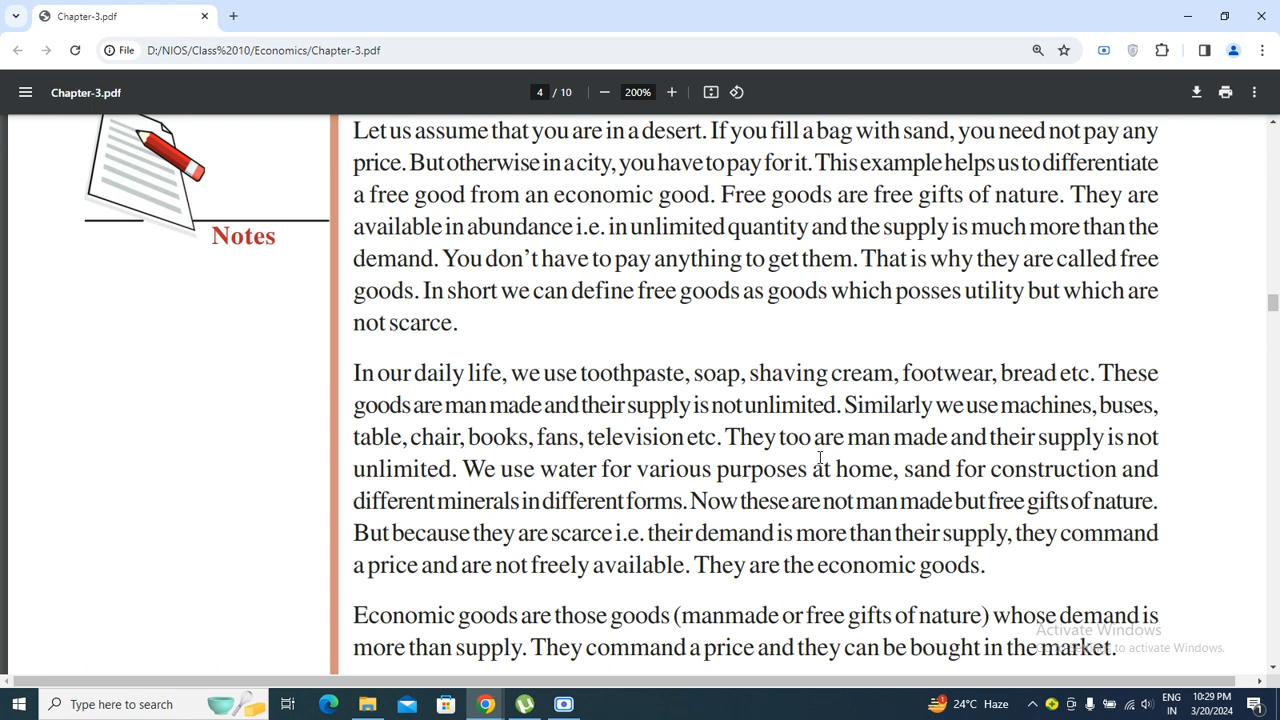 Chapter-3.pdf
File
D:/NIOS/Class%2010/Economics/Chapter-3.pdf
Chapter-3.pdf
4 / 10
200%
Notes
Let us assume that you are in a desert. If you fill a bag with sand, you need not pay any
price. But otherwise in a city, you have to pay for it. This example helps us to differentiate
a free good from an economic good. Free goods are free gifts of nature. They are
available in abundance i.e. in unlimited quantity and the supply is much more than the
demand. You don't have to pay anything to get them. That is why they are called free
goods. In short we can define free goods as goods which posses utility but which are
not scarce.
In our daily life, we use toothpaste, soap, shaving cream, footwear, bread etc. These
goods are man made and their supply is not unlimited. Similarly we use machines, buses,
table, chair, books, fans, television etc. They too are man made and their supply is not
unlimited. We use water for various purposes at home, sand for construction and
different minerals in different forms. Now these are not man made but free gifts of nature.
But because they are scarce i.e. their demand is more than their supply, they command
a price and are not freely available. They are the economic goods.
Economic goods are those goods (manmade or free gifts of nature) whose demand is
more than supply. They command a price and they can be bought in the market.
Activate Windows
to activate Windows.
Type here to search
24°C Haze
ENG
IN
10:29 PM
3/20/2024
1